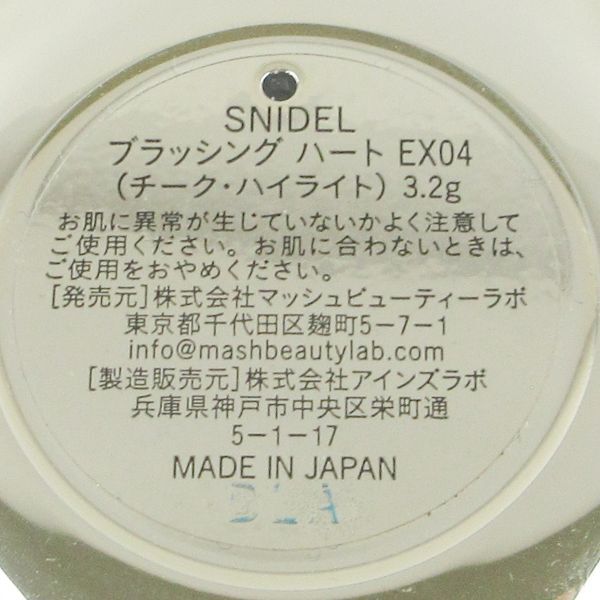 SNIDEL
ブラッシング ハート EX04
(チーク・ハイライト) 3.2g
お肌に異常が生じていないかよく注意して
ご使用ください。お肌に合わないときは、
ご使用をおやめください。
[発売元]株式会社マッシュビューティーラボ
東京都千代田区麹町5-7-1
info@mashbeautylab.com
[製造販売元]株式会社アインズラボ
兵庫県神戸市中央区栄町通
5-1-17
MADE IN JAPAN